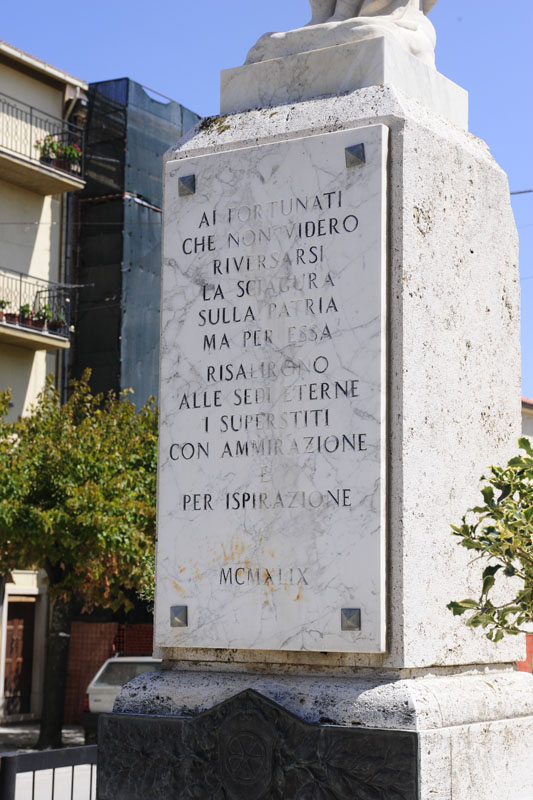 AI FORTUNATI
CHE NON VIDERO
RIVERSARSI
LA SCIAGURA
SULLA PATRIA
MA PER ESSA
RISALIRONO
ALLE SEDI ETERNE
I SUPERSTITI
CON AMMIRAZIONE
E
PER ISPIRAZIONE
MCMXLIX